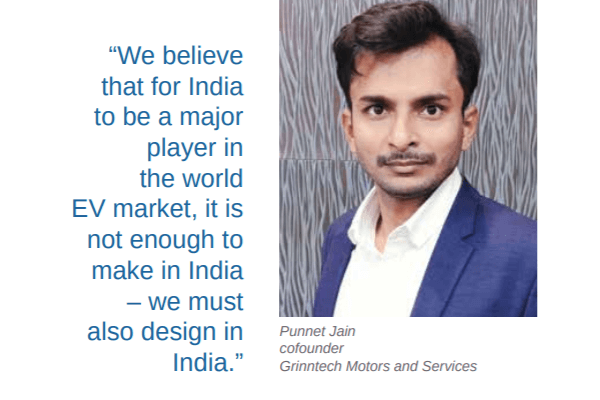 “We believe
that for India
to be a major
player in
the world
EV market, it is
not enough to
make in India
– we must
also design in
India.”
Punnet Jain
cofounder
Grinntech Motors and Services